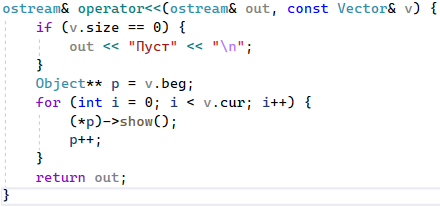 ostream& operator<<(ostream& out, const Vector& v) {
    if (v.size == 0) {
        out << "Пуст" << "\n";
    }
    Object** p = v.beg;
    for (int i = 0; i < v.cur; i++) {
        (*p)->show();
        p++;
    }
    return out;
}